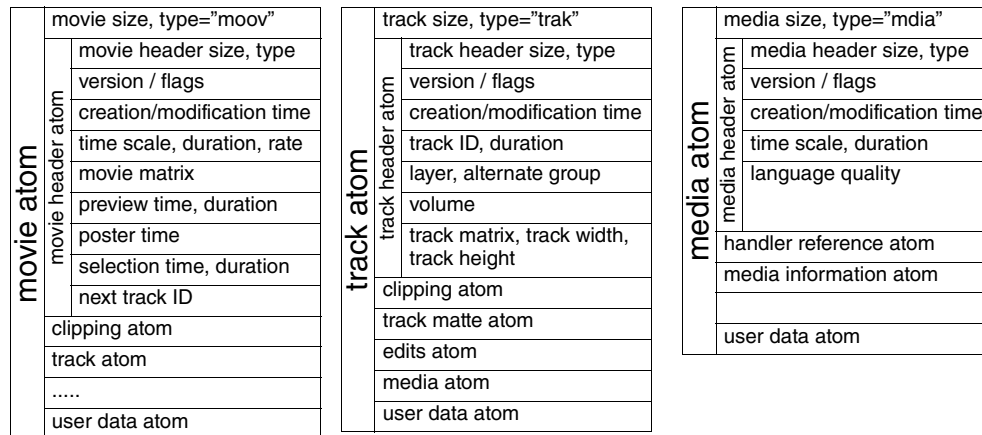 movie atom
movie size, type=”moov”
movie header atom
movie header size, type
version / flags
creation/modification time
time scale, duration, rate
movie matrix
preview time, duration
poster time
selection time, duration
next track ID
clipping atom
track atom
.....
user data atom
track atom
track size, type=”trak”
track header atom
track header size, type
version / flags
creation/modification time
track ID, duration
layer, alternate group
volume
track matrix, track width,
track height
clipping atom
track matte atom
edits atom
media atom
user data atom
media atom
media size, type=”mdia”
media header atom
media header size, type
version / flags
creation/modification time
time scale, duration
language quality
handler reference atom
media information atom
user data atom